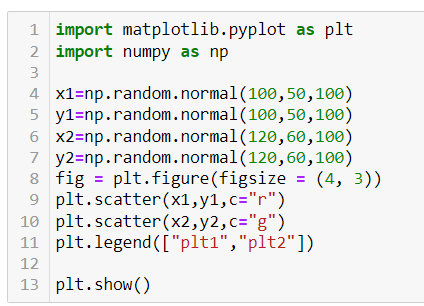 1 import matplotlib.pyplot as plt
2 import numpy as np
3
4 x1=np.random.normal(100,50,100)
5 y1=np.random.normal(100,50,100)
6 x2=np.random.normal(120,60,100)
7 y2=np.random.normal(120,60,100)
8 fig = plt.figure(figsize = (4, 3))
9 plt.scatter(x1,y1,c="r")
10 plt.scatter(x2,y2,c="g")
11 plt.legend(["plt1","plt2"])
12
13 plt.show()